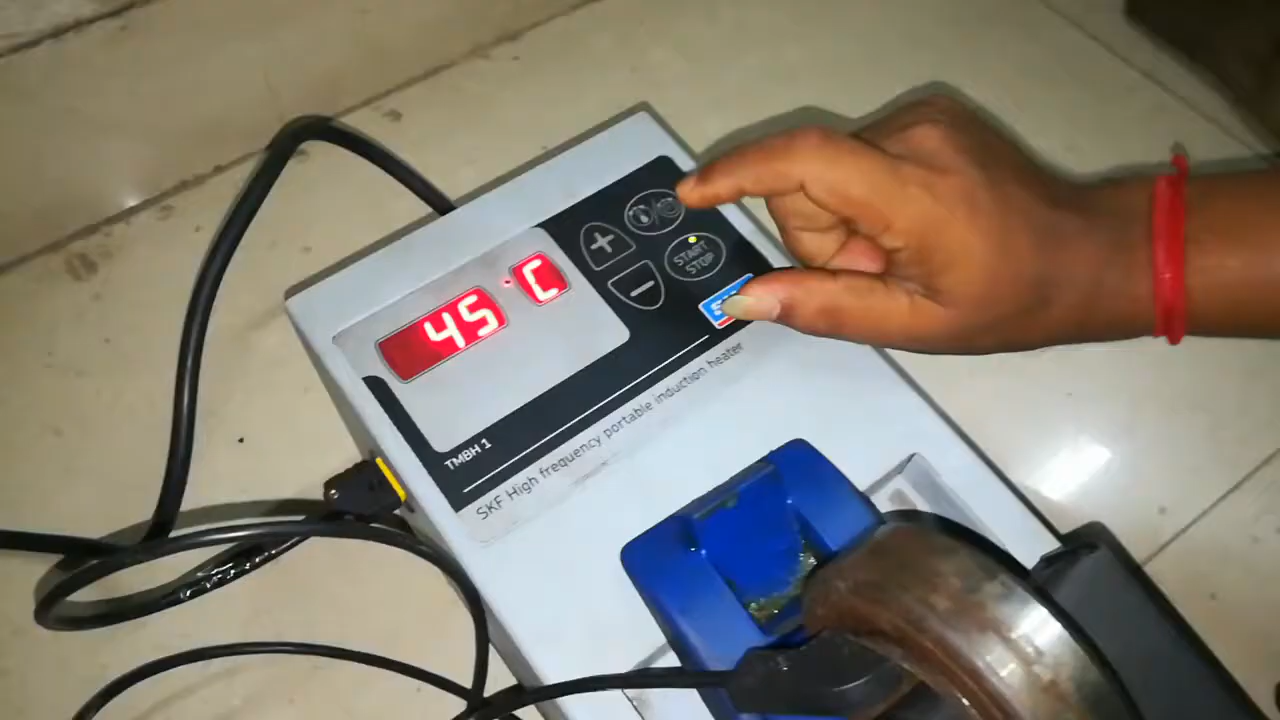 45 °C
+
−
START
STOP
TMBH 1
SKF High frequency portable induction heater